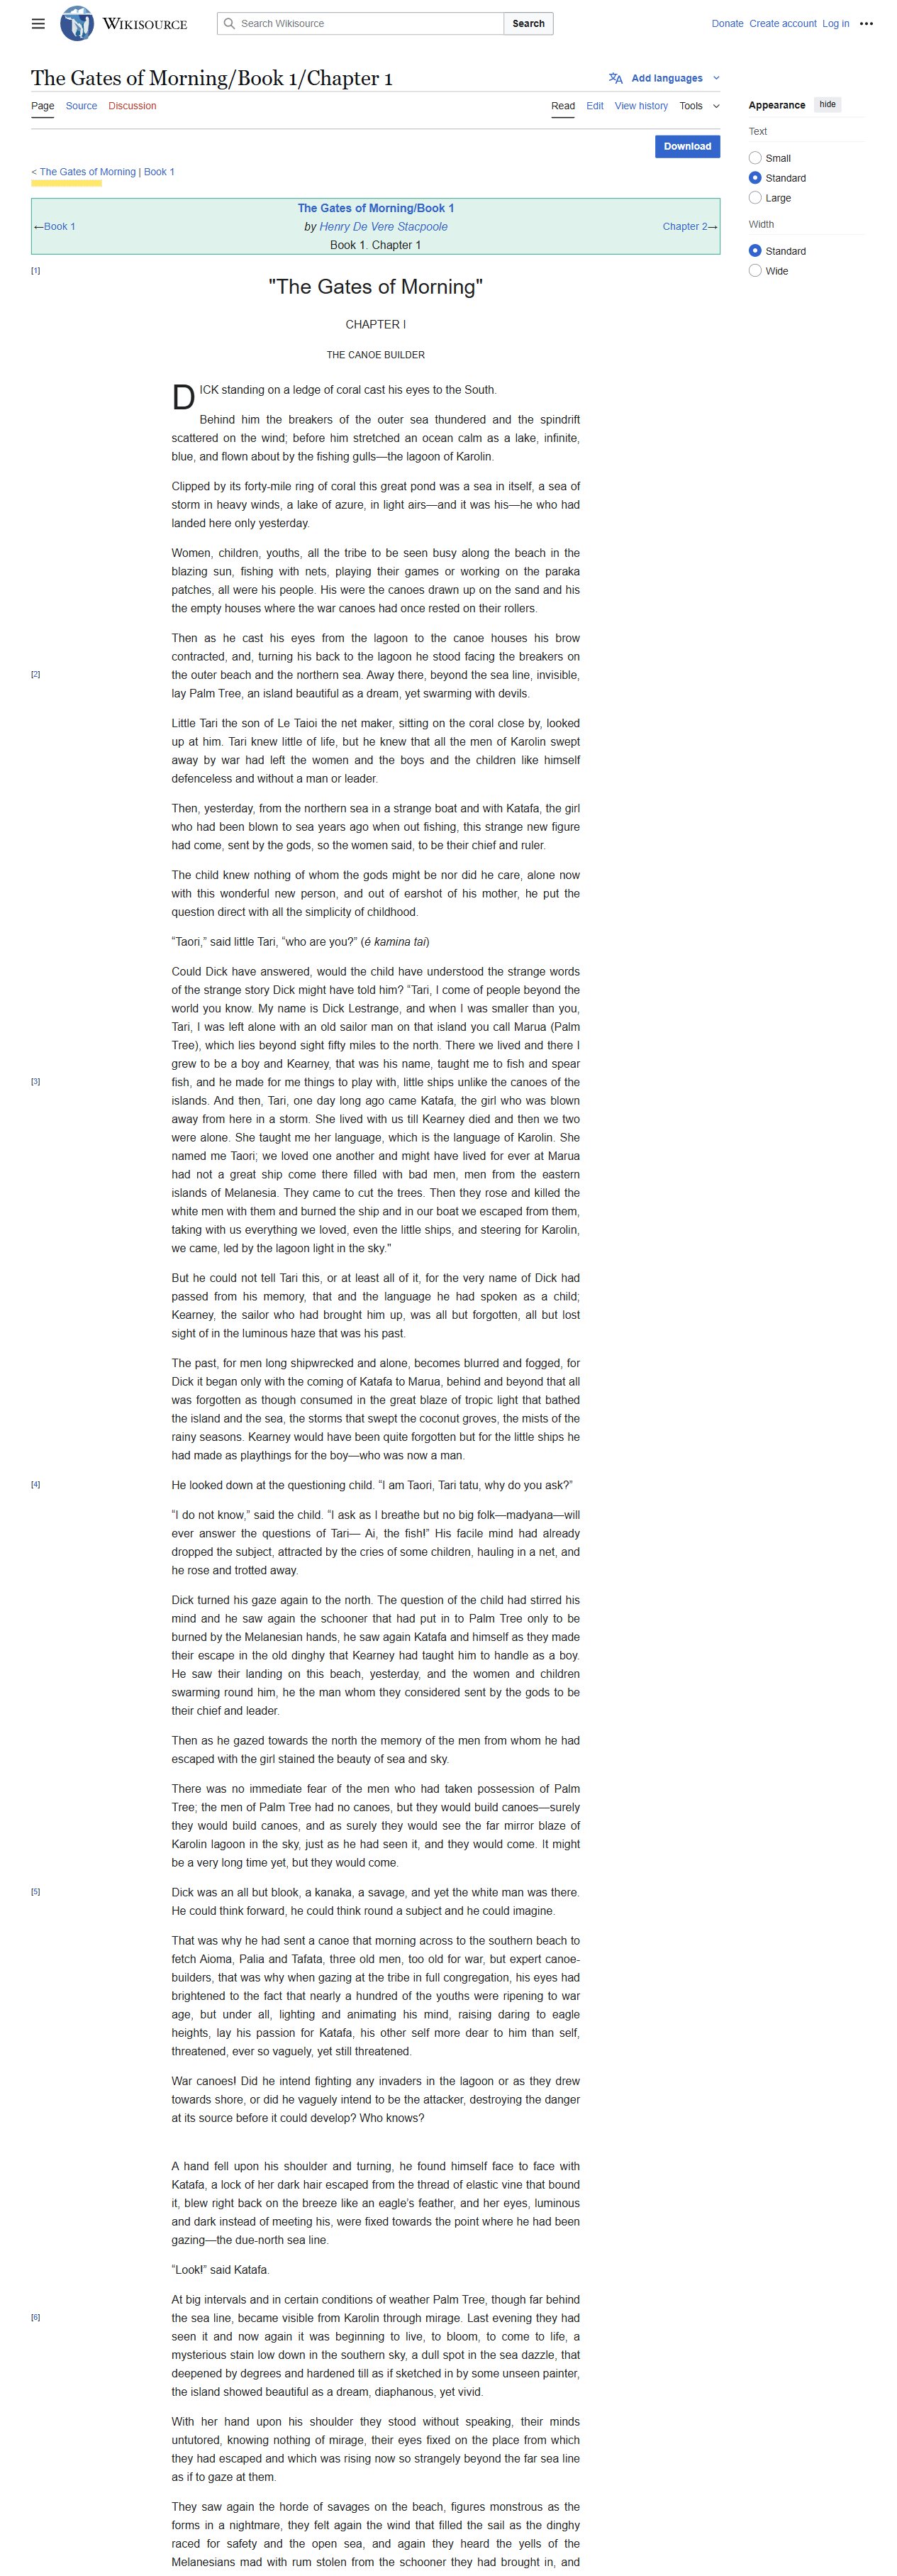 Wikisource
Search Wikisource
Search
Donate Create account Log in
The Gates of Morning/Book 1/Chapter 1
Add languages
Page Source Discussion
Read Edit View history Tools
Download
Appearance hide
Text
Small
Standard
Large
Width
Standard
Wide
< The Gates of Morning | Book 1
The Gates of Morning/Book 1
←Book 1 by Henry De Vere Stacpoole Chapter 2→
Book 1. Chapter 1
[1]
"The Gates of Morning"
CHAPTER I
THE CANOE BUILDER
DICK standing on a ledge of coral cast his eyes to the South.
Behind him the breakers of the outer sea thundered and the spindrift
scattered on the wind; before him stretched an ocean calm as a lake, infinite,
blue, and flown about by the fishing gulls—the lagoon of Karolin.
Clipped by its forty-mile ring of coral this great pond was a sea in itself, a sea of
storm in heavy winds, a lake of azure, in light airs—and it was his—he who had
landed here only yesterday.
Women, children, youths, all the tribe to be seen busy along the beach in the
blazing sun, fishing with nets, playing their games or working on the paraka
patches, all were his people. His were the canoes drawn up on the sand and his
the empty houses where the war canoes had once rested on their rollers.
Then as he cast his eyes from the lagoon to the canoe houses his brow
contracted, and, turning his back to the lagoon he stood facing the breakers on
[2] the outer beach and the northern sea. Away there, beyond the sea line, invisible,
lay Palm Tree, an island beautiful as a dream, yet swarming with devils.
Little Tari the son of Le Taioi the net maker, sitting on the coral close by, looked
up at him. Tari knew little of life, but he knew that all the men of Karolin swept
away by war had left the women and the boys and the children like himself
defenceless and without a man or leader.
Then, yesterday, from the northern sea in a strange boat and with Katafa, the girl
who had been blown to sea years ago when out fishing, this strange new figure
had come, sent by the gods, so the women said, to be their chief and ruler.
The child knew nothing of whom the gods might be nor did he care, alone now
with this wonderful new person, and out of earshot of his mother, he put the
question direct with all the simplicity of childhood.
“Taori,” said little Tari, “who are you?” (é kamina tai)
Could Dick have answered, would the child have understood the strange words
of the strange story Dick might have told him? “Tari, I come of people beyond the
world you know. My name is Dick Lestrange, and when I was smaller than you,
Tari, I was left alone with an old sailor man on that island you call Marua (Palm
Tree), which lies beyond sight fifty miles to the north. There we lived and there I
grew to be a boy and Kearney, that was his name, taught me to fish and spear
[3] fish, and he made for me things to play with, little ships unlike the canoes of the
islands. And then, Tari, one day long ago came Katafa, the girl who was blown
away from here in a storm. She lived with us till Kearney died and then we two
were alone. She taught me her language, which is the language of Karolin. She
named me Taori; we loved one another and might have lived for ever at Marua
had not a great ship come there filled with bad men, men from the eastern
islands of Melanesia. They came to cut the trees. Then they rose and killed the
white men with them and burned the ship and in our boat we escaped from them,
taking with us everything we loved, even the little ships, and steering for Karolin,
we came, led by the lagoon light in the sky."
But he could not tell Tari this, or at least all of it, for the very name of Dick had
passed from his memory, that and the language he had spoken as a child;
Kearney, the sailor who had brought him up, was all but forgotten, all but lost
sight of in the luminous haze that was his past.
The past, for men long shipwrecked and alone, becomes blurred and fogged, for
Dick it began only with the coming of Katafa to Marua, behind and beyond that all
was forgotten as though consumed in the great blaze of tropic light that bathed
the island and the sea, the storms that swept the coconut groves, the mists of the
rainy seasons. Kearney would have been quite forgotten but for the little ships he
had made as playthings for the boy—who was now a man.
[4] He looked down at the questioning child. “I am Taori, Tari tatu, why do you ask?”
“I do not know,” said the child. “I ask as I breathe but no big folk—madyana—will
ever answer the questions of Tari— Ai, the fish!” His facile mind had already
dropped the subject, attracted by the cries of some children, hauling in a net, and
he rose and trotted away.
Dick turned his gaze again to the north. The question of the child had stirred his
mind and he saw again the schooner that had put in to Palm Tree only to be
burned by the Melanesian hands, he saw again Katafa and himself as they made
their escape in the old dinghy that Kearney had taught him to handle as a boy.
He saw their landing on this beach, yesterday, and the women and children
swarming round him, he the man whom they considered sent by the gods to be
their chief and leader.
Then as he gazed towards the north the memory of the men from whom he had
escaped with the girl stained the beauty of sea and sky.
There was no immediate fear of the men who had taken possession of Palm
Tree; the men of Palm Tree had no canoes, but they would build canoes—surely
they would build canoes, and as surely they would see the far mirror blaze of
Karolin lagoon in the sky, just as he had seen it, and they would come. It might
be a very long time yet, but they would come.
[5] Dick was an all but blook, a kanaka, a savage, and yet the white man was there.
He could think forward, he could think round a subject and he could imagine.
That was why he had sent a canoe that morning across to the southern beach to
fetch Aioma, Palia and Tafata, three old men, too old for war, but expert canoe-
builders, that was why when gazing at the tribe in full congregation, his eyes had
brightened to the fact that nearly a hundred of the youths were ripening to war
age, but under all, lighting and animating his mind, raising daring to eagle
heights, lay his passion for Katafa, his other self more dear to him than self,
threatened, ever so vaguely, yet still threatened.
War canoes! Did he intend fighting any invaders in the lagoon or as they drew
towards shore, or did he vaguely intend to be the attacker, destroying the danger
at its source before it could develop? Who knows?
A hand fell upon his shoulder and turning, he found himself face to face with
Katafa, a lock of her dark hair escaped from the thread of elastic vine that bound
it, blew right back on the breeze like an eagle’s feather, and her eyes, luminous
and dark instead of meeting his, were fixed towards the point where he had been
gazing—the due-north sea line.
“Look!” said Katafa.
At big intervals and in certain conditions of weather Palm Tree, though far behind
[6] the sea line, became visible from Karolin through mirage. Last evening they had
seen it and now again it was beginning to live, to bloom, to come to life, a
mysterious stain low down in the southern sky, a dull spot in the sea dazzle, that
deepened by degrees and hardened till as if sketched in by some unseen painter,
the island showed beautiful as a dream, diaphanous, yet vivid.
With her hand upon his shoulder they stood without speaking, their minds
untutored, knowing nothing of mirage, their eyes fixed on the place from which
they had escaped and which was rising now so strangely beyond the far sea line
as if to gaze at them.
They saw again the horde of savages on the beach, figures monstrous as the
forms in a nightmare, they felt again the wind that filled the sail as the dinghy
raced for safety and the open sea, and again they heard the yells of the
Melanesians mad with rum stolen from the schooner they had brought in, and